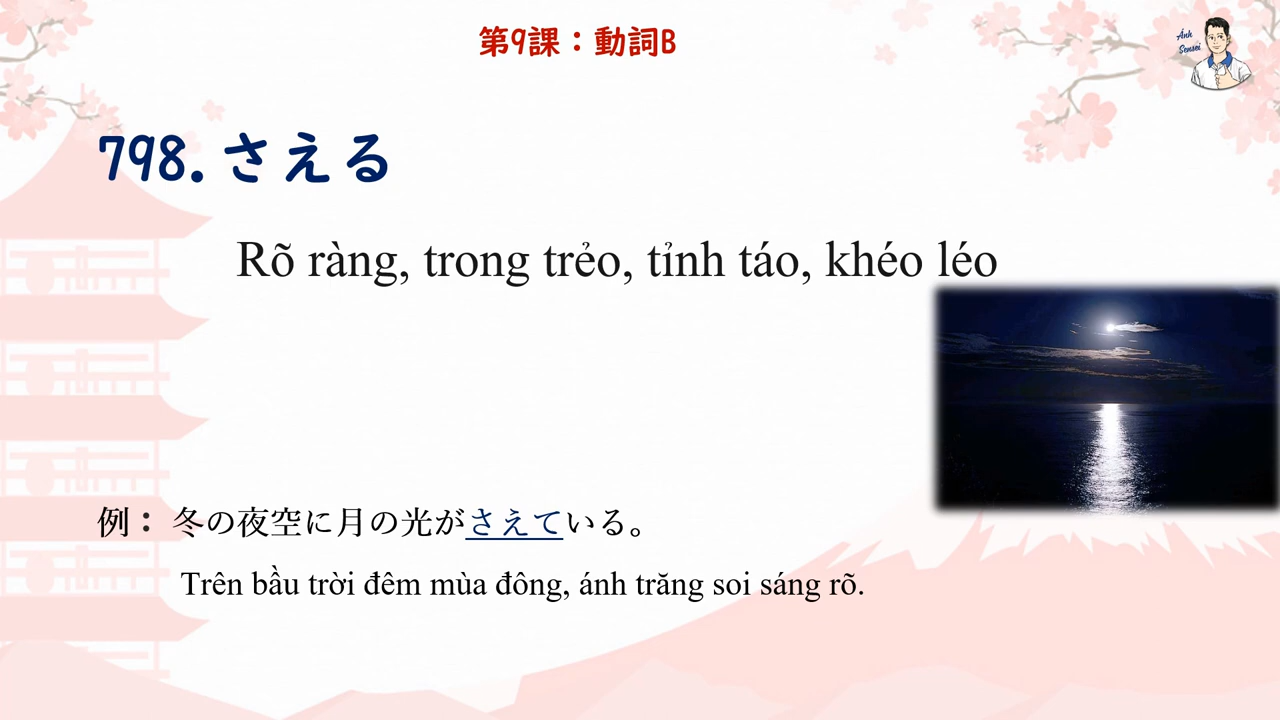 第9課：動詞B
Anh
Sensei
798. さえる
Rõ ràng, trong trẻo, tỉnh táo, khéo léo
例： 冬の夜空に月の光がさえている。
Trên bầu trời đêm mùa đông, ánh trăng soi sáng rõ.